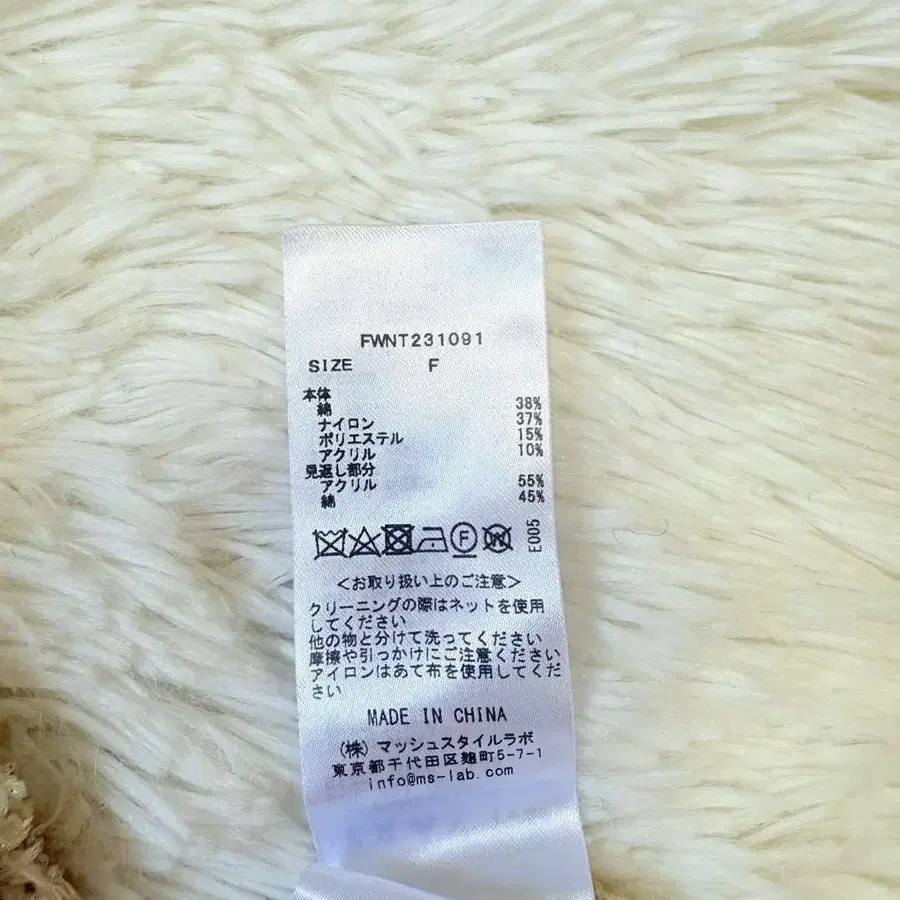 FWNT231091
SIZE F
本体
綿 38%
ナイロン 37%
ポリエステル 15%
アクリル 10%
見返し部分
アクリル 55%
綿 45%
F W
E005
<お取り扱い上のご注意>
クリーニングの際はネットを使用
してください
他の物と分けて洗ってください
摩擦や引っかけにご注意ください
アイロンはあて布を使用してくだ
さい
MADE IN CHINA
(株) マッシュスタイルラボ
東京都千代田区麹町5-7-1
info@ms-lab.com